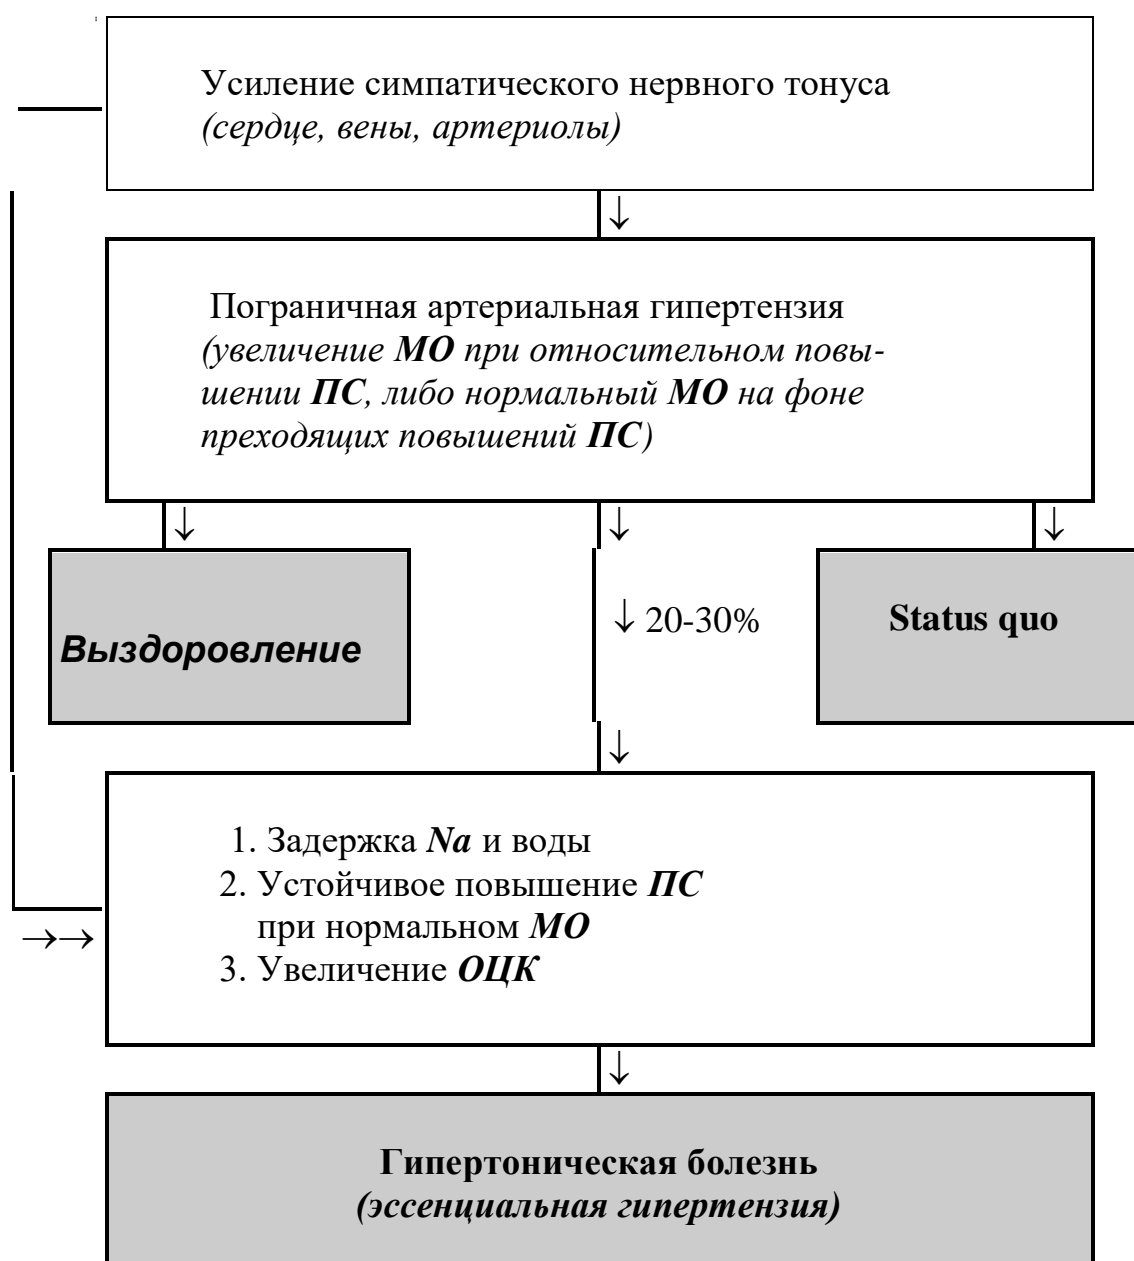 Усиление симпатического нервного тонуса
(сердце, вены, артериолы)
↓
Пограничная артериальная гипертензия
(увеличение МО при относительном повы-
шении ПС, либо нормальный МО на фоне
преходящих повышений ПС)
↓ ↓ ↓
Выздоровление
↓ 20-30%
Status quo
↓
1. Задержка Na и воды
2. Устойчивое повышение ПС
при нормальном МО
3. Увеличение ОЦК
→→
↓
Гипертоническая болезнь
(эссенциальная гипертензия)